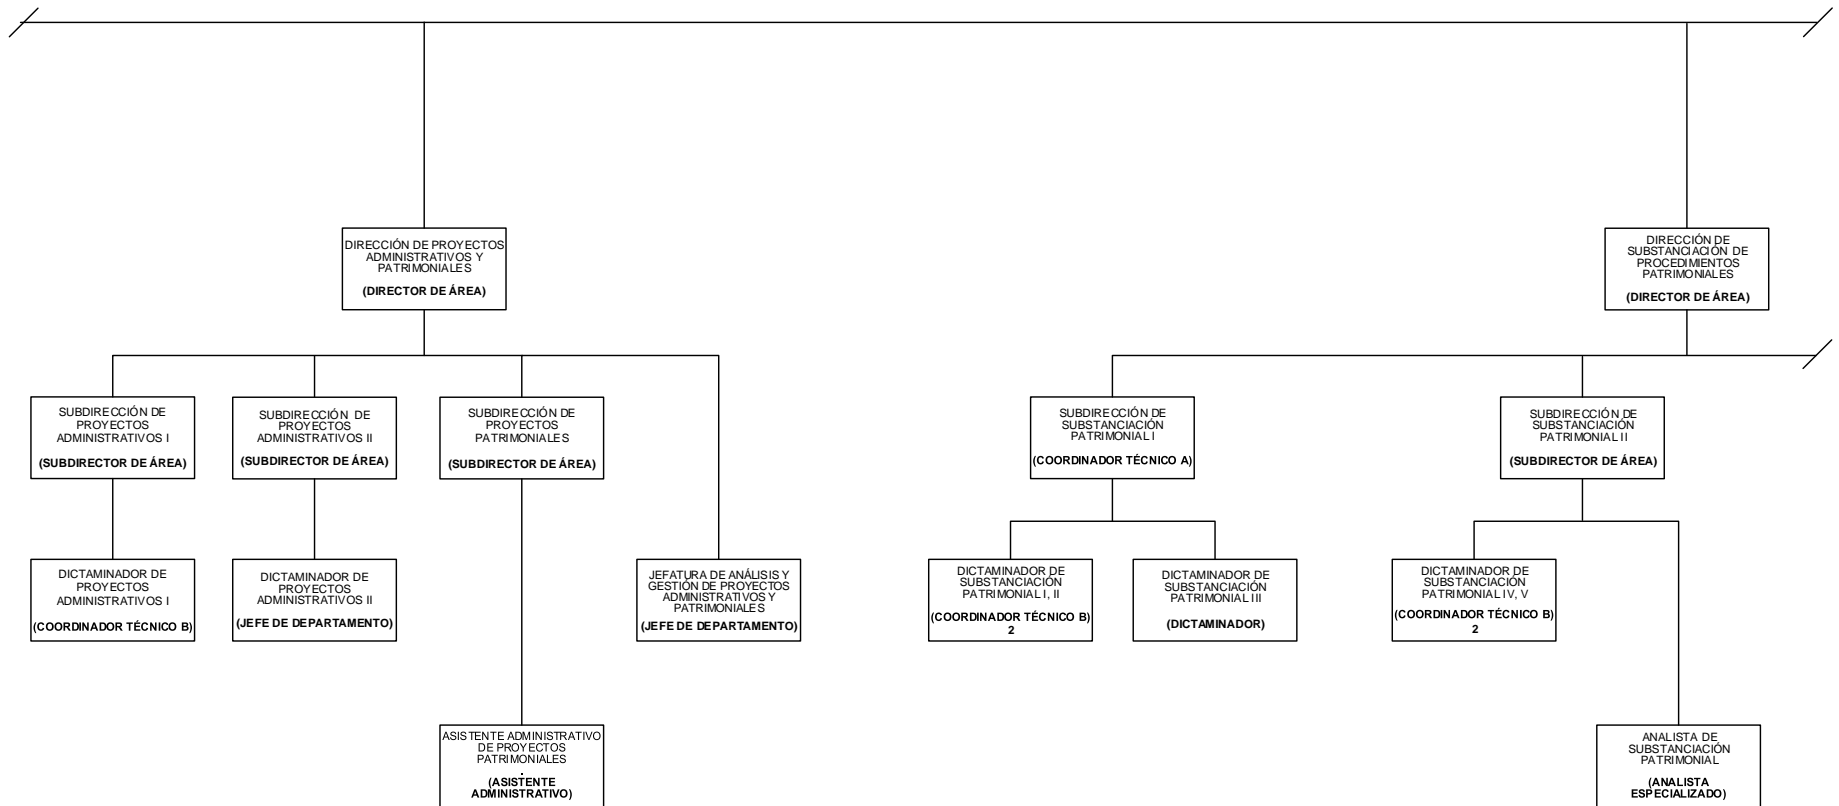 DIRECCIÓN DE PROYECTOS
ADMINISTRATIVOS Y
PATRIMONIALES
(DIRECTOR DE ÁREA)
DIRECCIÓN DE
SUBSTANCIACIÓN DE
PROCEDIMIENTOS
PATRIMONIALES
(DIRECTOR DE ÁREA)
SUBDIRECCIÓN DE
PROYECTOS
ADMINISTRATIVOS I
(SUBDIRECTOR DE ÁREA)
SUBDIRECCIÓN DE
PROYECTOS
ADMINISTRATIVOS II
(SUBDIRECTOR DE ÁREA)
SUBDIRECCIÓN DE
PROYECTOS
PATRIMONIALES
(SUBDIRECTOR DE ÁREA)
SUBDIRECCIÓN DE
SUBSTANCIACIÓN
PATRIMONIAL I
(COORDINADOR TÉCNICO A)
SUBDIRECCIÓN DE
SUBSTANCIACIÓN
PATRIMONIAL II
(SUBDIRECTOR DE ÁREA)
DICTAMINADOR DE
PROYECTOS
ADMINISTRATIVOS I
(COORDINADOR TÉCNICO B)
DICTAMINADOR DE
PROYECTOS
ADMINISTRATIVOS II
(JEFE DE DEPARTAMENTO)
JEFATURA DE ANÁLISIS Y
GESTIÓN DE PROYECTOS
ADMINISTRATIVOS Y
PATRIMONIALES
(JEFE DE DEPARTAMENTO)
DICTAMINADOR DE
SUBSTANCIACIÓN
PATRIMONIAL I, II
(COORDINADOR TÉCNICO B)
2
DICTAMINADOR DE
SUBSTANCIACIÓN
PATRIMONIAL III
(DICTAMINADOR)
DICTAMINADOR DE
SUBSTANCIACIÓN
PATRIMONIAL IV, V
(COORDINADOR TÉCNICO B)
2
ASISTENTE ADMINISTRATIVO
DE PROYECTOS
PATRIMONIALES
.
(ASISTENTE
ADMINISTRATIVO)
ANALISTA DE
SUBSTANCIACIÓN
PATRIMONIAL
(ANALISTA
ESPECIALIZADO)